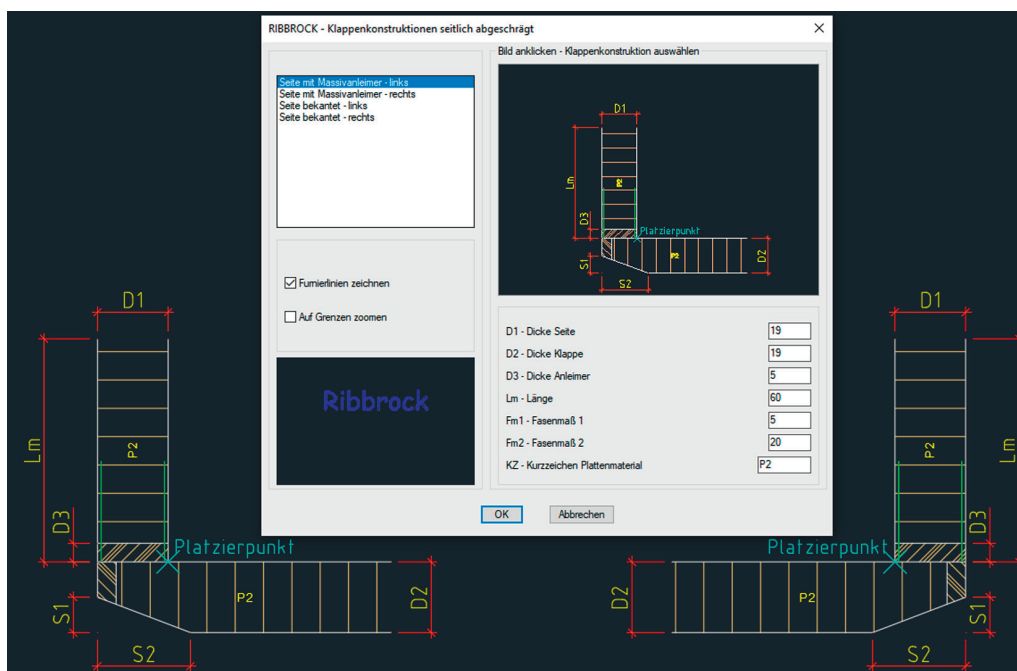 RIBBROCK - Klappenkonstruktionen seitlich abgeschrägt
Seite mit Massivanleimer - links
Seite mit Massivanleimer - rechts
Seite bekantet - links
Seite bekantet - rechts
Furnierlinien zeichnen
Auf Grenzen zoomen
Ribbrock
Bild anklicken - Klappenkonstruktion auswählen
D1
Lm
P2
D3
Platzierpunkt
S1
P2
D2
S2
D1 - Dicke Seite 19
D2 - Dicke Klappe 19
D3 - Dicke Anleimer 5
Lm - Länge 60
Fm1 - Fasenmaß 1 5
Fm2 - Fasenmaß 2 20
KZ - Kurzzeichen Plattenmaterial P2
OK Abbrechen
D1
Lm
P2
D3
Platzierpunkt
S1
P2
D2
S2
D1
Lm
P2
D3
Platzierpunkt
D2
P2
S1
S2